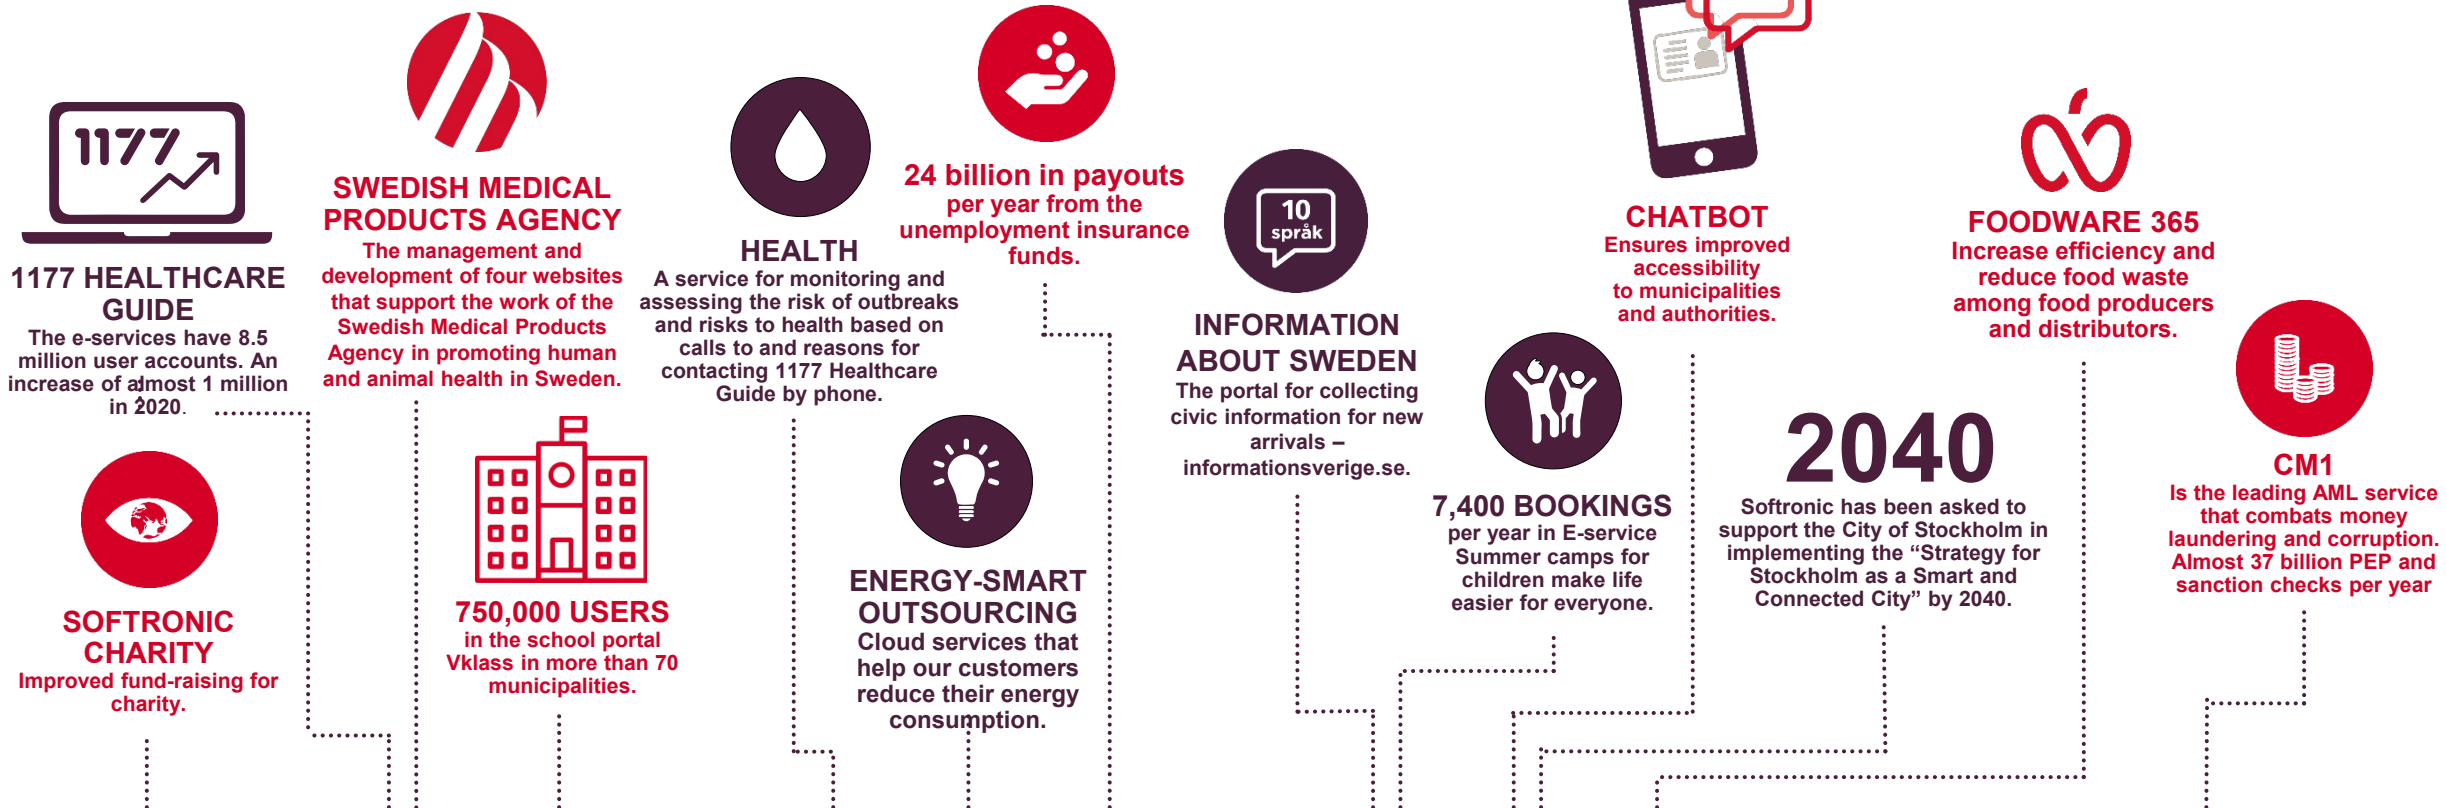 1177
1177 HEALTHCARE
GUIDE
The e-services have 8.5
million user accounts. An
increase of almost 1 million
in 2020.
SOFTRONIC
CHARITY
Improved fund-raising for
charity.
SWEDISH MEDICAL
PRODUCTS AGENCY
The management and
development of four websites
that support the work of the
Swedish Medical Products
Agency in promoting human
and animal health in Sweden.
750,000 USERS
in the school portal
Vklass in more than 70
municipalities.
HEALTH
A service for monitoring and
assessing the risk of outbreaks
and risks to health based on
calls to and reasons for
contacting 1177 Healthcare
Guide by phone.
24 billion in payouts
per year from the
unemployment insurance
funds.
ENERGY-SMART
OUTSOURCING
Cloud services that
help our customers
reduce their energy
consumption.
10
språk
INFORMATION
ABOUT SWEDEN
The portal for collecting
civic information for new
arrivals –
informationsverige.se.
7,400 BOOKINGS
per year in E-service
Summer camps for
children make life
easier for everyone.
CHATBOT
Ensures improved
accessibility
to municipalities
and authorities.
2040
Softronic has been asked to
support the City of Stockholm in
implementing the “Strategy for
Stockholm as a Smart and
Connected City” by 2040.
FOODWARE 365
Increase efficiency and
reduce food waste
among food producers
and distributors.
CM1
Is the leading AML service
that combats money
laundering and corruption.
Almost 37 billion PEP and
sanction checks per year